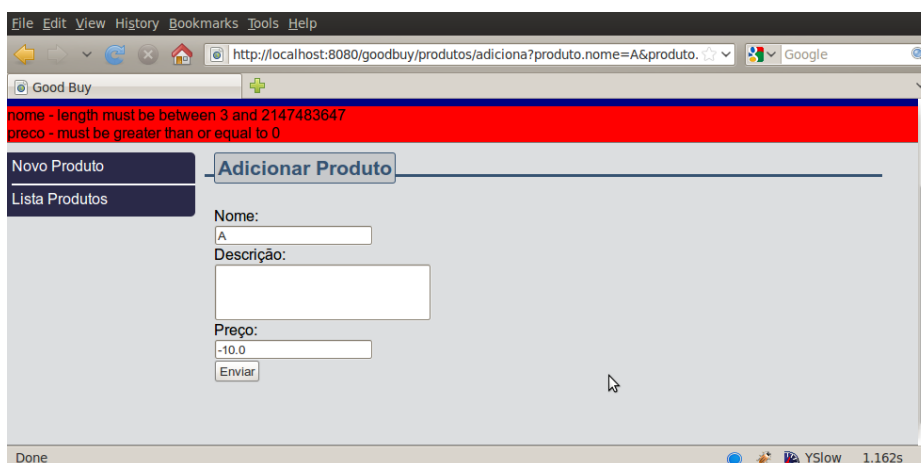 File Edit View History Bookmarks Tools Help
http://localhost:8080/goodbuy/produtos/adiciona?produto.nome=A&produto. Google
Good Buy
nome - length must be between 3 and 2147483647
preco - must be greater than or equal to 0
Novo Produto
Lista Produtos
Adicionar Produto
Nome:
A
Descrição:
Preço:
-10.0
Enviar
Done YSlow 1.162s